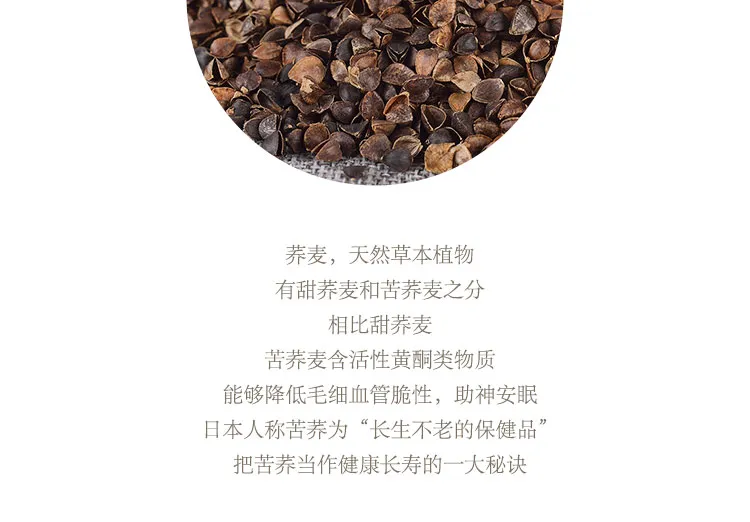 荞麦，天然草本植物
有甜荞麦和苦荞麦之分
相比甜荞麦
苦荞麦含活性黄酮类物质
能够降低毛细血管脆性，助神安眠
日本人称苦荞为“长生不老的保健品”
把苦荞当作健康长寿的一大秘诀